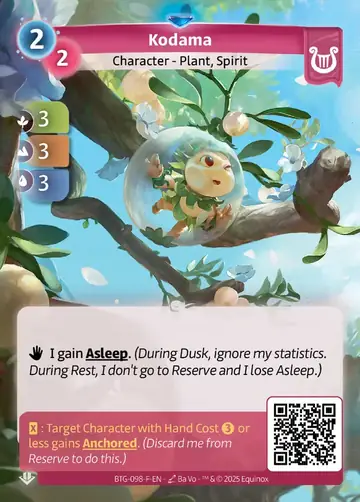 2
Kodama
2
Character - Plant, Spirit
3
3
3
I gain Asleep. (During Dusk, ignore my statistics.
During Rest, I don't go to Reserve and I lose Asleep.)
X : Target Character with Hand Cost 3 or
less gains Anchored. (Discard me from
Reserve to do this.)
BTG-098-F-EN - Ba Vo - ™ & © 2025 Equinox